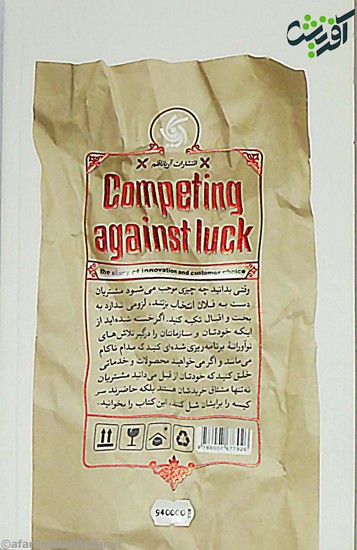 آفرینش
انتشارات آریاناقلم
Competing
against luck
the story of innovation and customer choice
وقتی بدانید چه چیزی موجب می‌شود مشتریان
دست به فلان انتخاب بزنند، لزومی ندارد به
بخت و اقبال تکیه کنید. اگر خسته شده‌اید از
اینکه خودتان و سازمانتان را درگیر تلاش‌های
نوآورانهٔ برنامه‌ریزی شده‌ای کنید که مدام ناکام
می‌مانند و اگر می‌خواهید محصولات و خدماتی
خلق کنید که خودتان از قبل می‌دانید مشتریان
نه‌تنها مشتاق خریدشان هستند بلکه حاضرند سر
کیسه را برایشان شل کنند، این کتاب را بخوانید.
940000